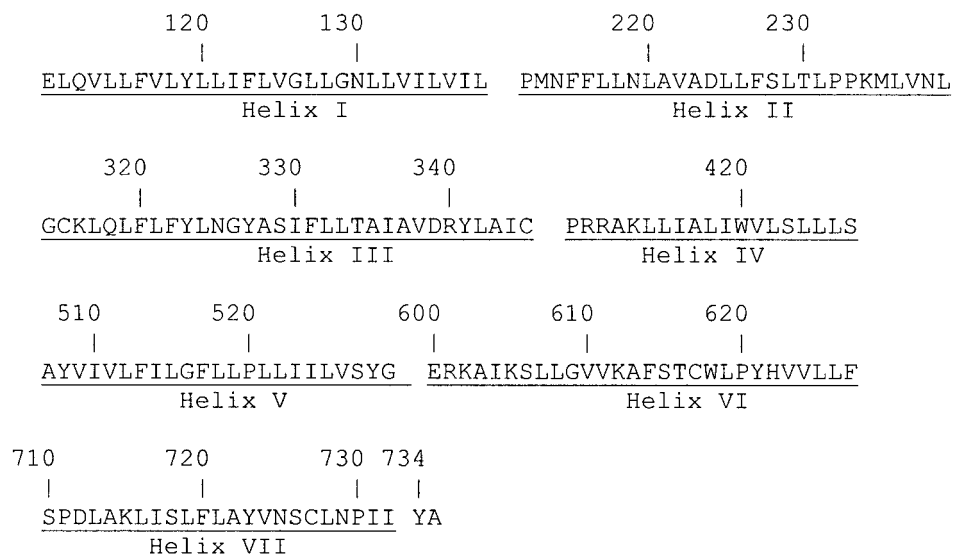 120 130
ELQVLLFVLYLLIFLVGLLGNLLVILVIL
Helix I
220 230
PMNFFLLNLAVADLLFSLTLPPKMLVNL
Helix II
320 330 340
GCKLQLFLFYLNGYASIFLLTAIAVDRYLAIC
Helix III
420
PRRAKLLIALIWVLSLLLS
Helix IV
510 520
AYVIVLFILGFLLPLLIIILVSYG
Helix V
600 610 620
ERKAIKSLLGVVKAFSTCWLPYHVVLLF
Helix VI
710 720 730 734
SPDLAKLISLFLAYVNSCLNPII YA
Helix VII